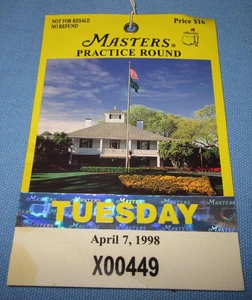 NOT FOR RESALE
NO REFUND
Price $16
MASTERS®
PRACTICE ROUND
TUESDAY
April 7, 1998
X00449